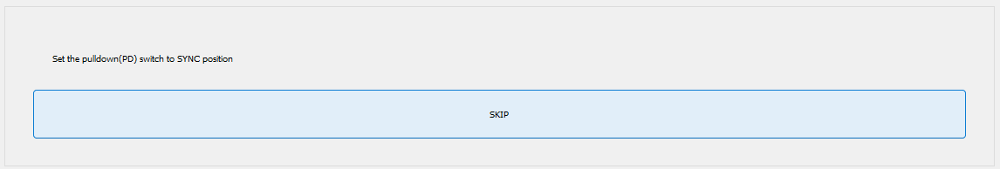 Set the pulldown(PD) switch to SYNC position
SKIP